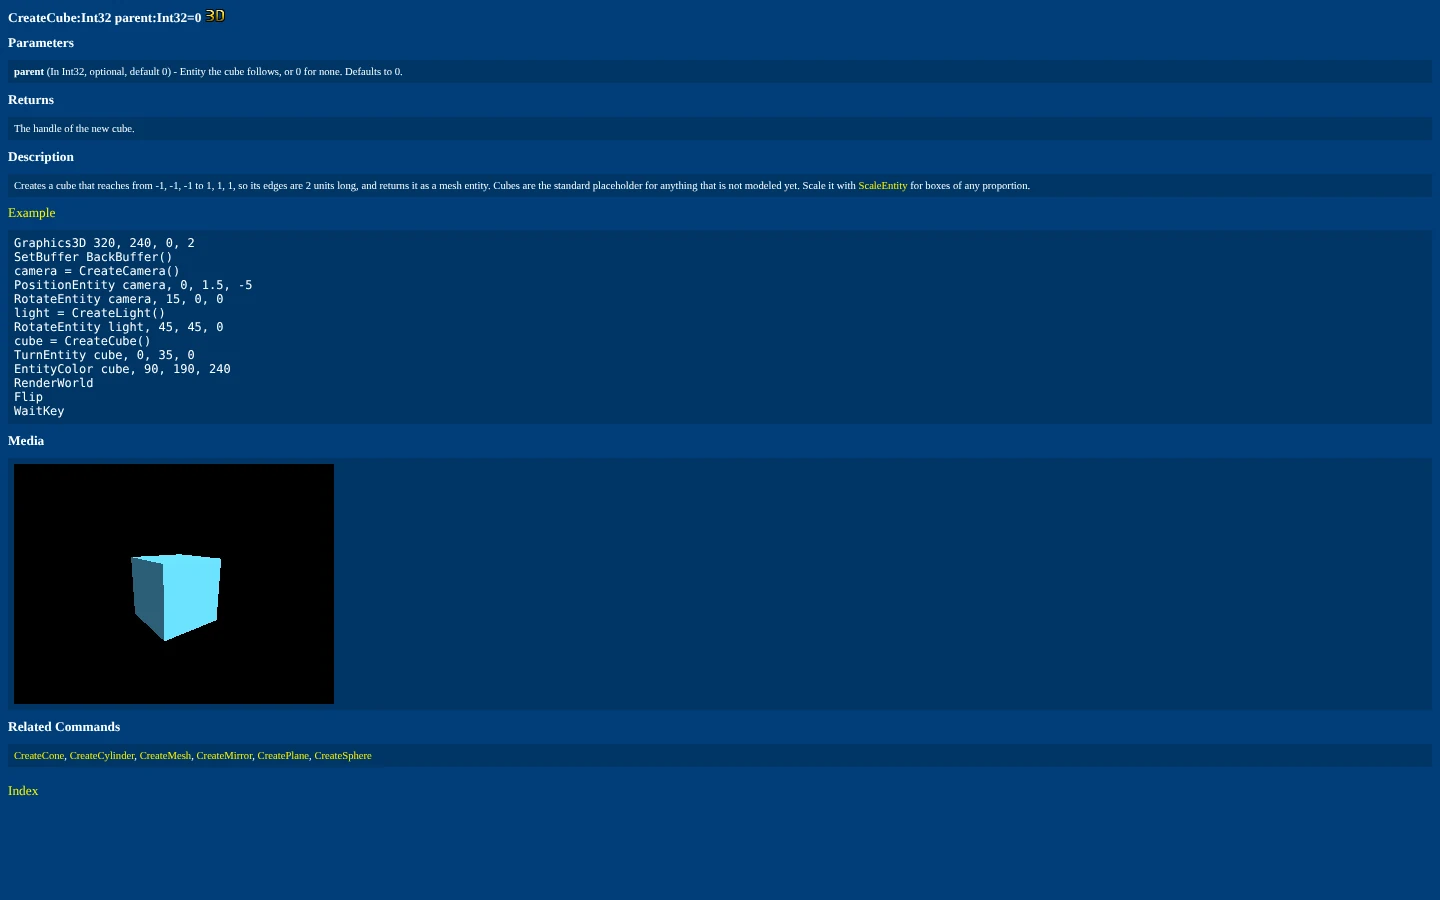 CreateCube:Int32 parent:Int32=0 3D
Parameters
parent (In Int32, optional, default 0) - Entity the cube follows, or 0 for none. Defaults to 0.
Returns
The handle of the new cube.
Description
Creates a cube that reaches from -1, -1, -1 to 1, 1, 1, so its edges are 2 units long, and returns it as a mesh entity. Cubes are the standard placeholder for anything that is not modeled yet. Scale it with ScaleEntity for boxes of any proportion.
Example
Graphics3D 320, 240, 0, 2
SetBuffer BackBuffer()
camera = CreateCamera()
PositionEntity camera, 0, 1.5, -5
RotateEntity camera, 15, 0, 0
light = CreateLight()
RotateEntity light, 45, 45, 0
cube = CreateCube()
TurnEntity cube, 0, 35, 0
EntityColor cube, 90, 190, 240
RenderWorld
Flip
WaitKey
Media
Related Commands
CreateCone, CreateCylinder, CreateMesh, CreateMirror, CreatePlane, CreateSphere
Index